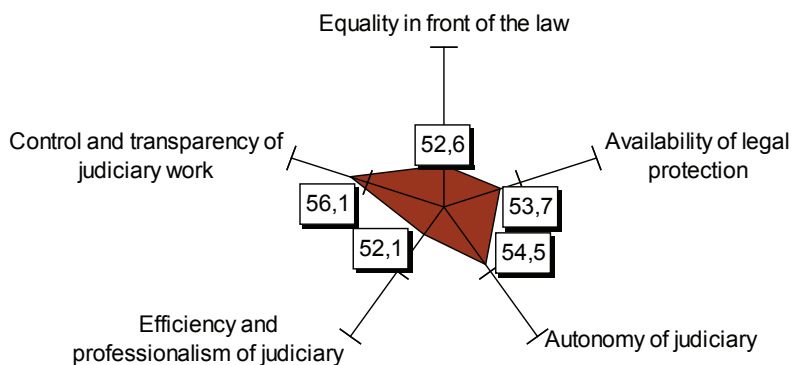 Equality in front of the law
52,6
Control and transparency of
judiciary work
Availability of legal
protection
56,1
53,7
52,1
54,5
Efficiency and
professionalism of judiciary
Autonomy of judiciary